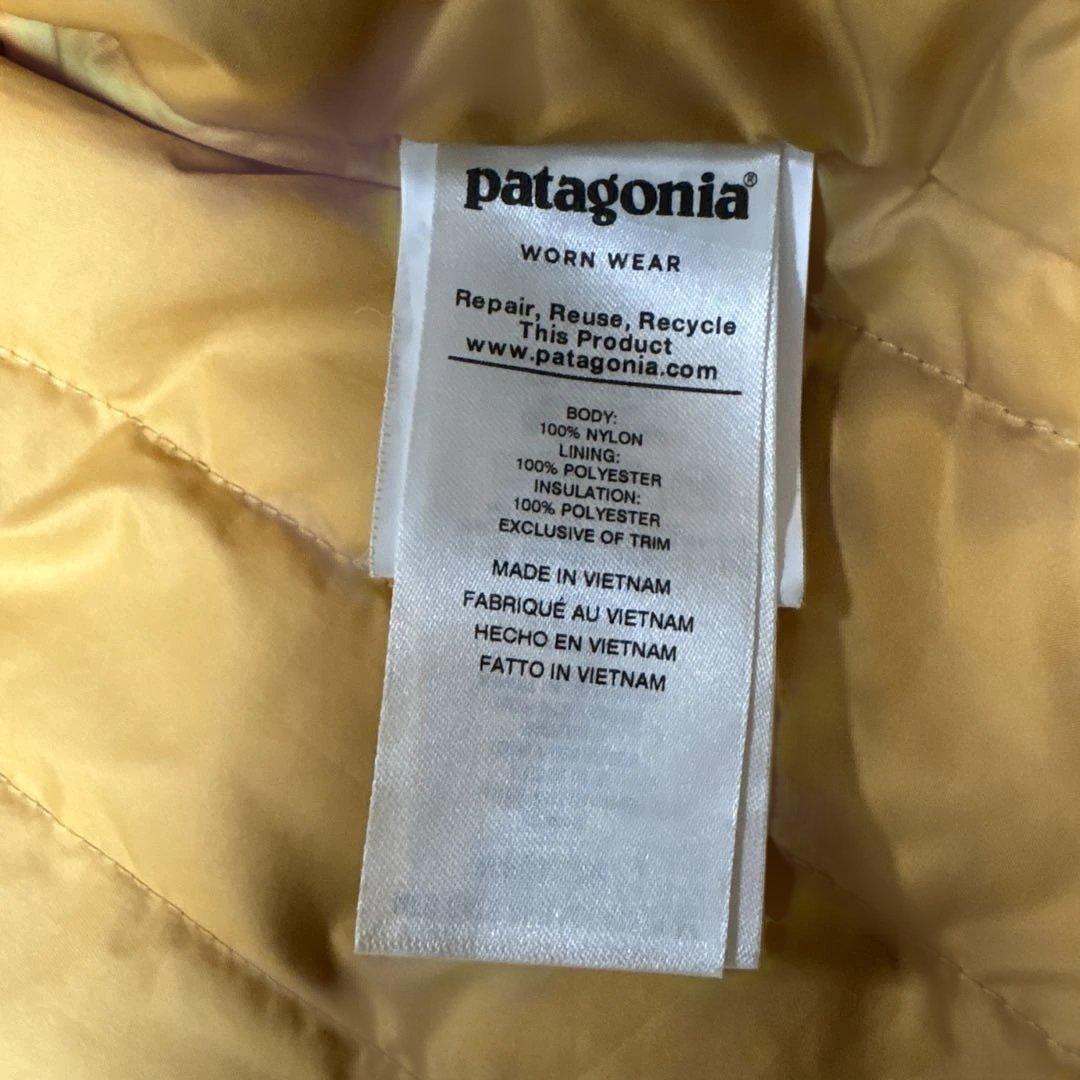 patagonia®
WORN WEAR
Repair, Reuse, Recycle
This Product
www.patagonia.com
BODY:
100% NYLON
LINING:
100% POLYESTER
INSULATION:
100% POLYESTER
EXCLUSIVE OF TRIM
MADE IN VIETNAM
FABRIQUÉ AU VIETNAM
HECHO EN VIETNAM
FATTO IN VIETNAM